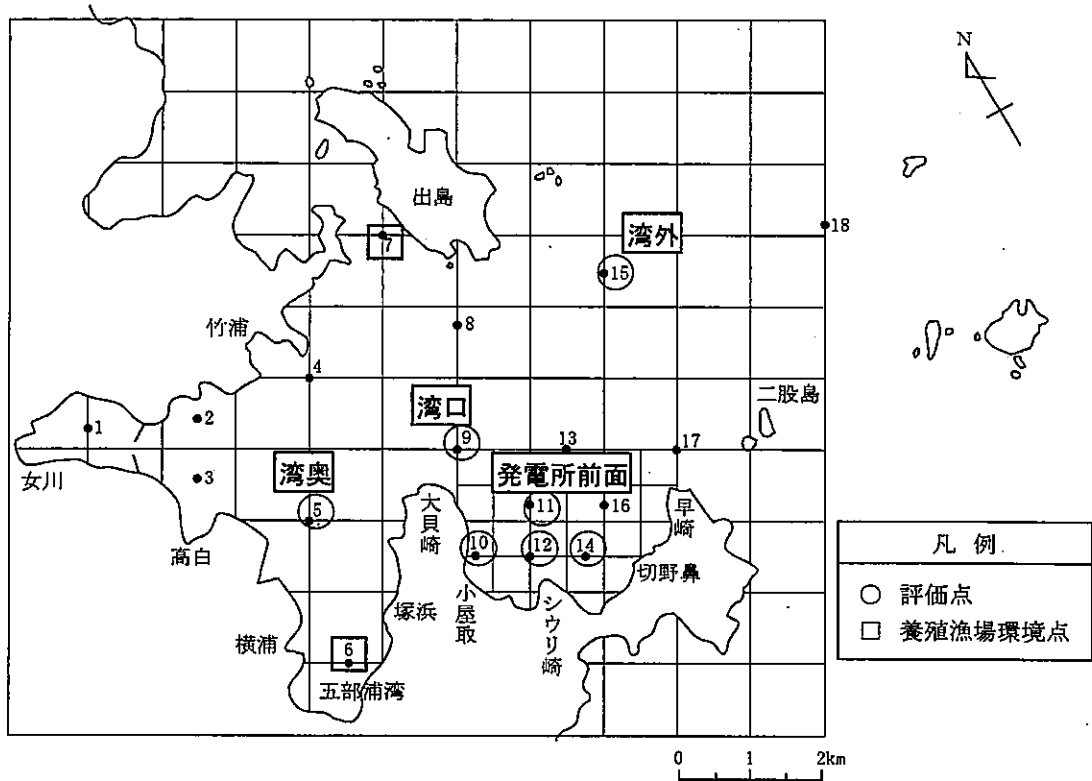 N
出島
湾外
18
7
15
8
竹浦
4
二股島
湾口
1
2
9
13
17
女川
3
湾奥
発電所前面
大貝崎
5
11
16
早崎
高白
10
12
14
切野鼻
小屋取
シウリ崎
塚浜
横浦
6
五部浦湾
凡例
○ 評価点
□ 養殖漁場環境点
0 1 2km